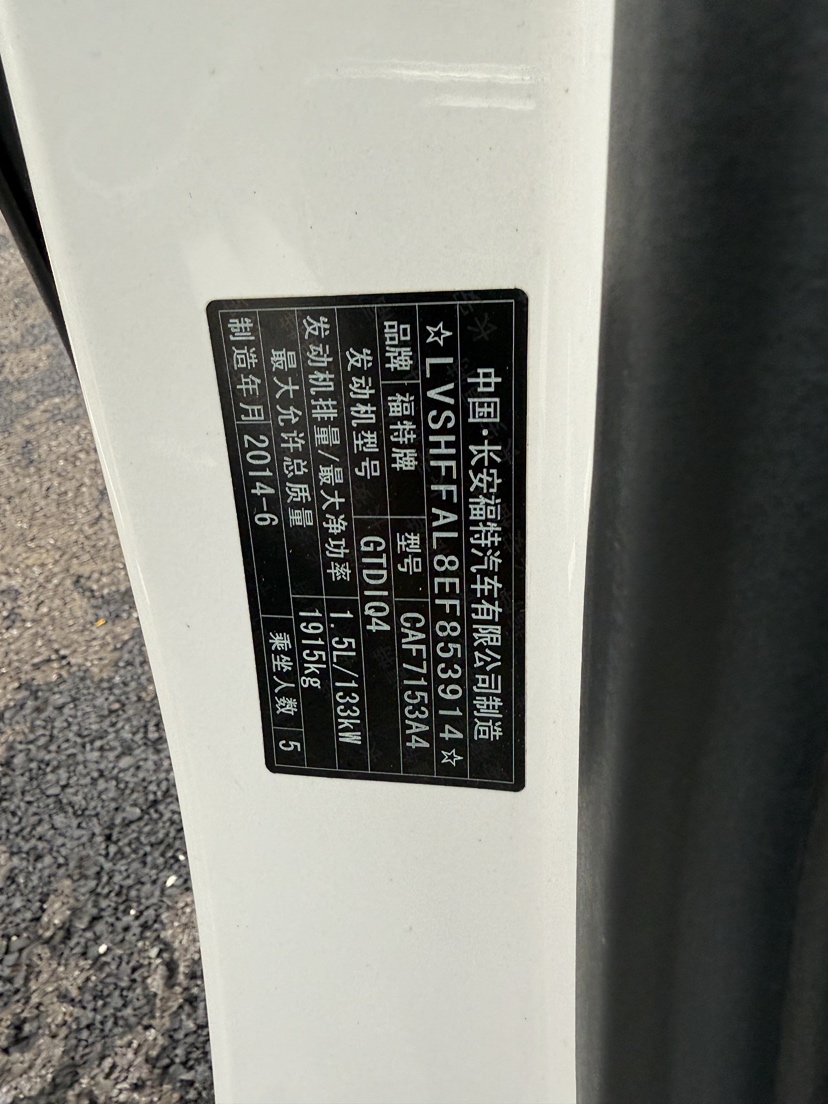 中国·长安福特汽车有限公司制造
☆LVSHFFAL8EF853914☆
品牌 福特牌 型号 CAF7153A4
发动机型号 GTDIQ4
发动机排量/最大净功率 1.5L/133kW
最大允许总质量 1915kg
制造年月 2014-6 乘坐人数 5